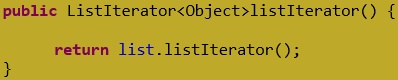 public ListIterator<Object>listIterator() {
return list.listIterator();
}